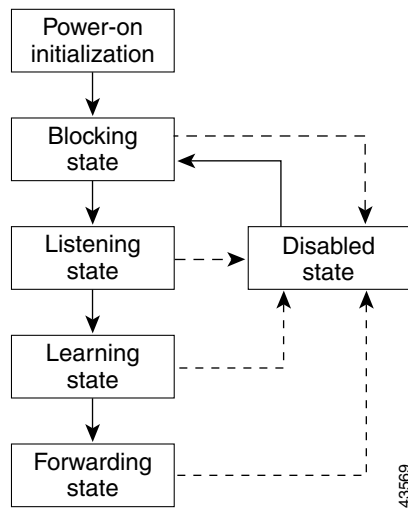 Power-on
initialization
Blocking
state
Listening
state
Disabled
state
Learning
state
Forwarding
state
43569